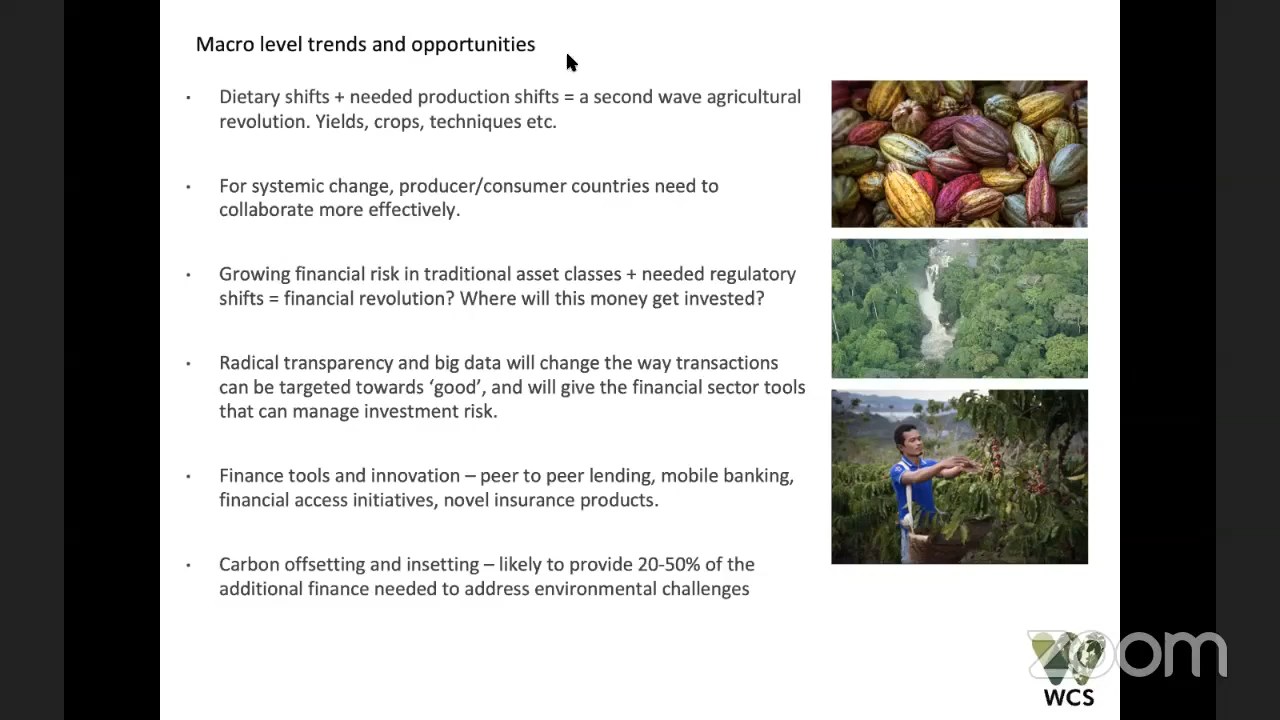 Macro level trends and opportunities
· Dietary shifts + needed production shifts = a second wave agricultural
revolution. Yields, crops, techniques etc.
· For systemic change, producer/consumer countries need to
collaborate more effectively.
· Growing financial risk in traditional asset classes + needed regulatory
shifts = financial revolution? Where will this money get invested?
· Radical transparency and big data will change the way transactions
can be targeted towards ‘good’, and will give the financial sector tools
that can manage investment risk.
· Finance tools and innovation – peer to peer lending, mobile banking,
financial access initiatives, novel insurance products.
· Carbon offsetting and insetting – likely to provide 20-50% of the
additional finance needed to address environmental challenges
zoom
WCS